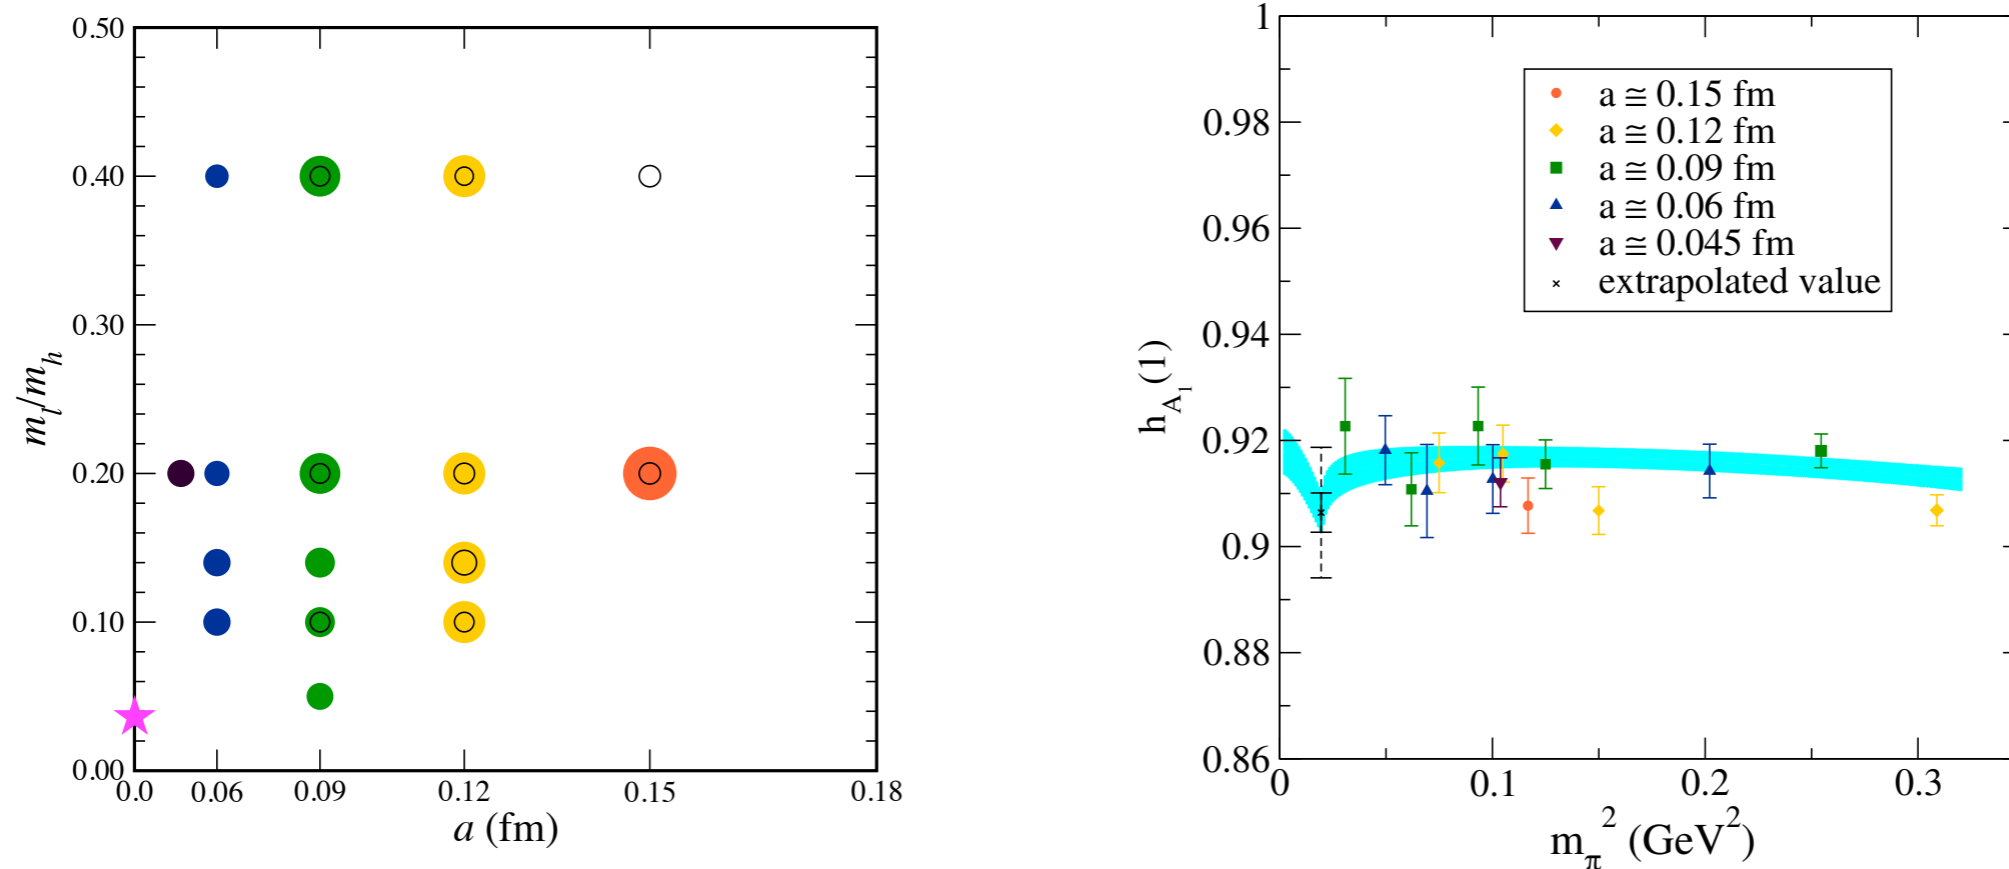 0.50
0.40
0.30
0.20
0.10
0.00
m_l/m_h
0.0 0.06 0.09 0.12 0.15 0.18
a (fm)
1
0.98
0.96
0.94
0.92
0.9
0.88
0.86
h_{A_1}(1)
a ≅ 0.15 fm
a ≅ 0.12 fm
a ≅ 0.09 fm
a ≅ 0.06 fm
a ≅ 0.045 fm
extrapolated value
0 0.1 0.2 0.3
m_π^2 (GeV^2)